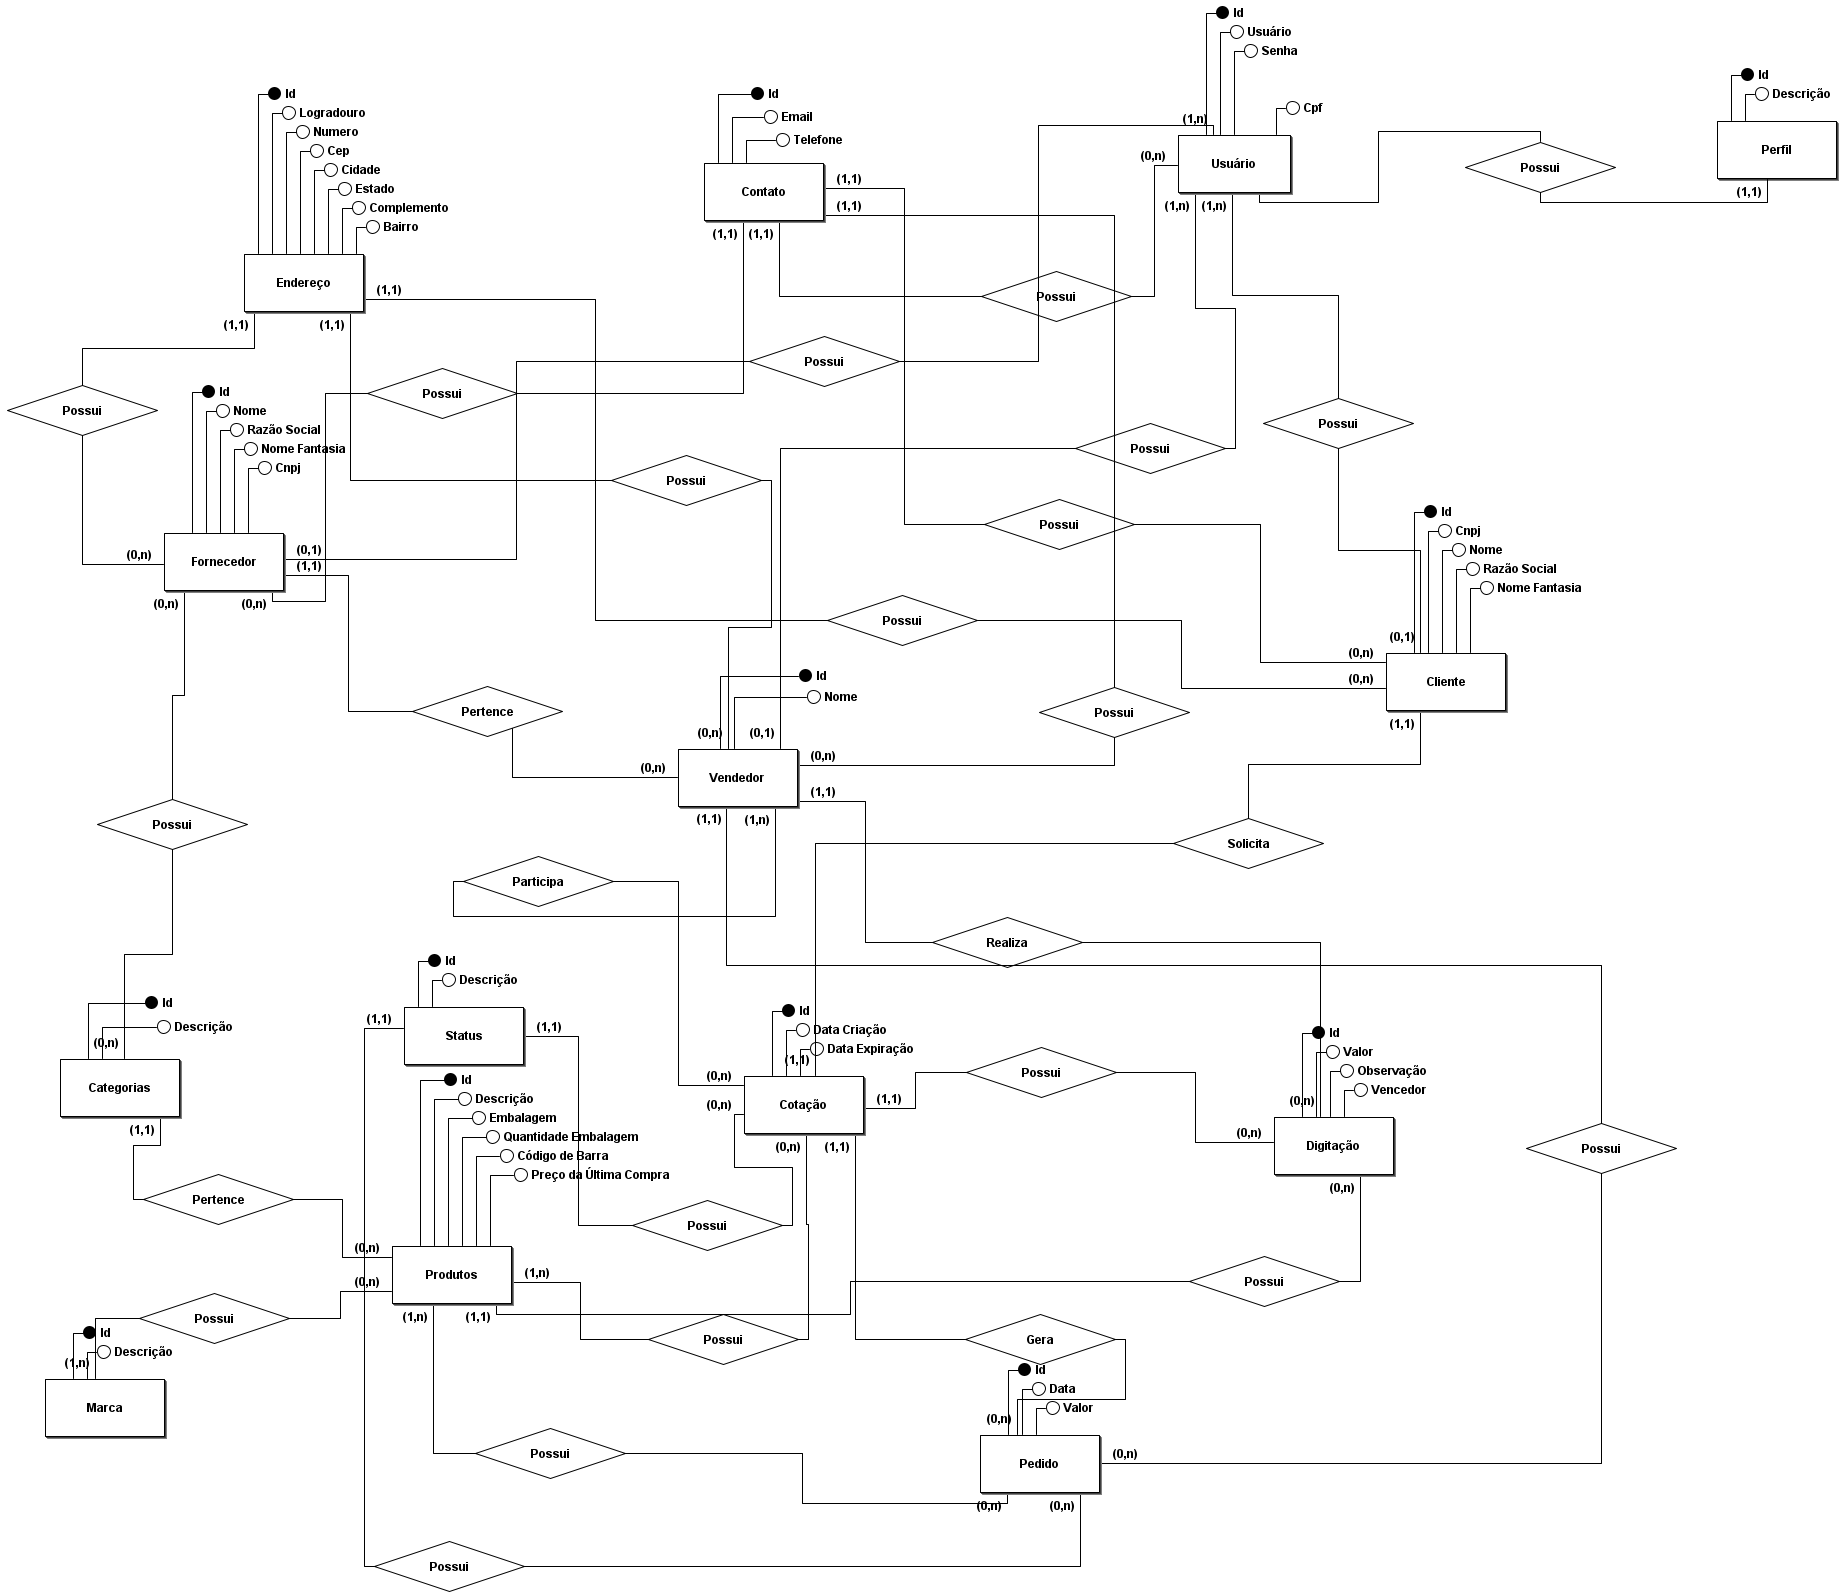 Id
Usuário
Senha
Cpf
(1,n)
Usuário
(0,n)
(1,n)
(1,n)
Possui
Id
Descrição
Perfil
(1,1)
Id
Logradouro
Numero
Cep
Cidade
Estado
Complemento
Bairro
Endereço
(1,1)
(1,1)
(1,1)
Id
Email
Telefone
Contato
(1,1)
(1,1)
(1,1)
(1,1)
Possui
Possui
Possui
Possui
Id
Nome
Razão Social
Nome Fantasia
Cnpj
Fornecedor
(0,n)
(0,1)
(1,1)
(0,n)
(0,n)
Possui
Possui
Possui
Possui
Id
Cnpj
Nome
Razão Social
Nome Fantasia
(0,1)
Cliente
(0,n)
(0,n)
(1,1)
Possui
Pertence
Possui
Id
Nome
(0,n)
(0,1)
Vendedor
(0,n)
(0,n)
(1,1)
(1,1)
(1,n)
Possui
Solicita
Participa
Realiza
Id
Descrição
(0,n)
Categorias
(1,1)
Id
Descrição
Status
(1,1)
(1,1)
Id
Data Criação
Data Expiração
(1,1)
Cotação
(0,n)
(0,n)
(1,1)
(0,n)
(1,1)
Possui
Id
Valor
Observação
Vencedor
(0,n)
Digitação
(0,n)
(0,n)
Possui
Id
Descrição
Embalagem
Quantidade Embalagem
Código de Barra
Preço da Última Compra
Pertence
Possui
Produtos
(0,n)
(0,n)
(1,n)
(1,n)
(1,1)
Possui
Possui
Possui
Gera
Id
Descrição
(1,n)
Marca
Id
Data
Valor
(0,n)
Pedido
(0,n)
(0,n)
(0,n)
Possui
Possui